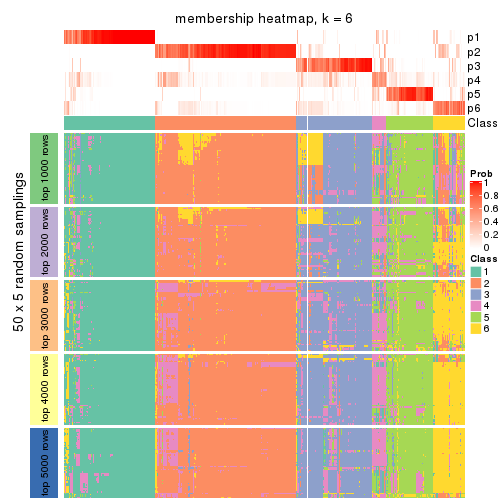 membership heatmap, k = 6
p1
p2
p3
p4
p5
p6
Class
50 x 5 random samplings
top 1000 rows
top 2000 rows
top 3000 rows
top 4000 rows
top 5000 rows
Prob
1
0.8
0.6
0.4
0.2
0
Class
1
2
3
4
5
6